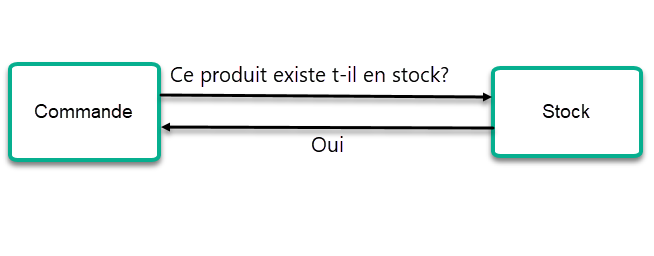 Ce produit existe t-il en stock?
Commande
Stock
Oui